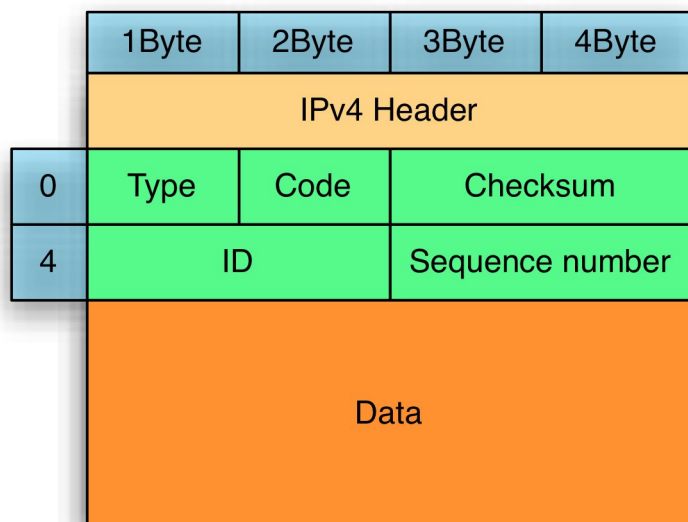 1Byte 2Byte 3Byte 4Byte
IPv4 Header
0 Type Code Checksum
4 ID Sequence number
Data